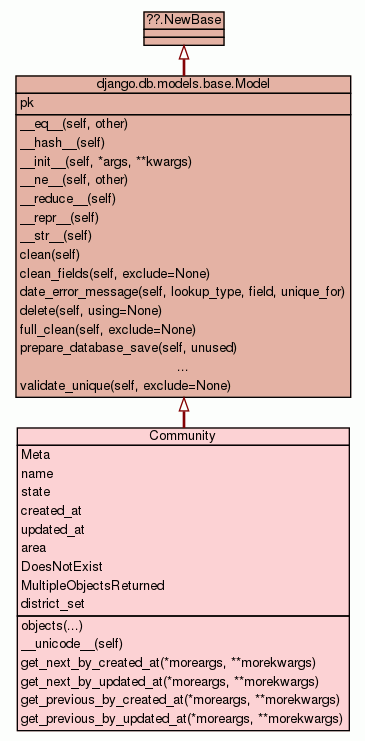 ??.NewBase
django.db.models.base.Model
pk
__eq__(self, other)
__hash__(self)
__init__(self, *args, **kwargs)
__ne__(self, other)
__reduce__(self)
__repr__(self)
__str__(self)
clean(self)
clean_fields(self, exclude=None)
date_error_message(self, lookup_type, field, unique_for)
delete(self, using=None)
full_clean(self, exclude=None)
prepare_database_save(self, unused)
...
validate_unique(self, exclude=None)
Community
Meta
name
state
created_at
updated_at
area
DoesNotExist
MultipleObjectsReturned
district_set
objects(...)
__unicode__(self)
get_next_by_created_at(*moreargs, **morekwargs)
get_next_by_updated_at(*moreargs, **morekwargs)
get_previous_by_created_at(*moreargs, **morekwargs)
get_previous_by_updated_at(*moreargs, **morekwargs)